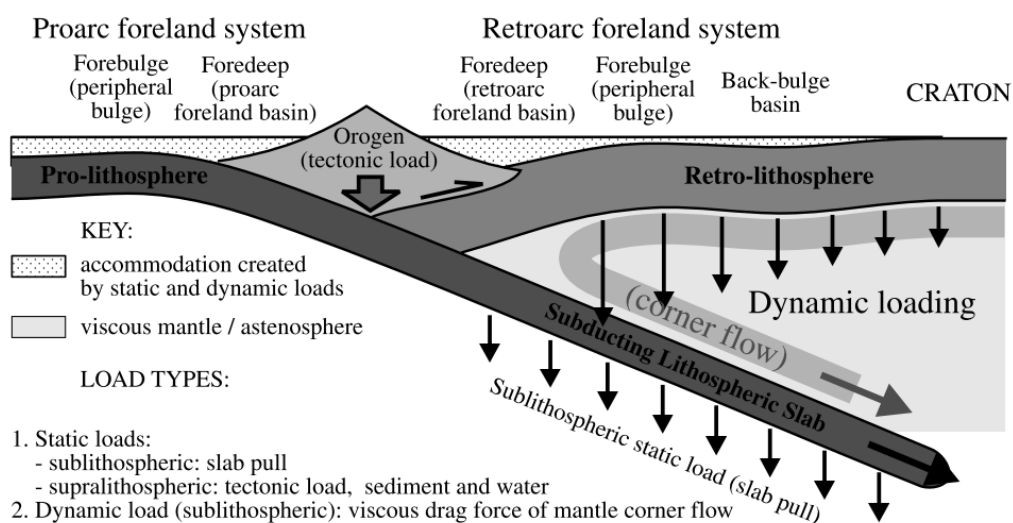 Proarc foreland system
Retroarc foreland system
Forebulge
(peripheral
bulge)
Foredeep
(proarc
foreland basin)
Foredeep
(retroarc
foreland basin)
Forebulge
(peripheral
bulge)
Back-bulge
basin
CRATON
Orogen
(tectonic load)
Pro-lithosphere
Retro-lithosphere
KEY:
accommodation created
by static and dynamic loads
viscous mantle / astenosphere
Dynamic loading
(corner flow)
Subducting Lithospheric Slab
Sublithospheric static load (slab pull)
LOAD TYPES:
1. Static loads:
- sublithospheric: slab pull
- supralithospheric: tectonic load, sediment and water
2. Dynamic load (sublithospheric): viscous drag force of mantle corner flow